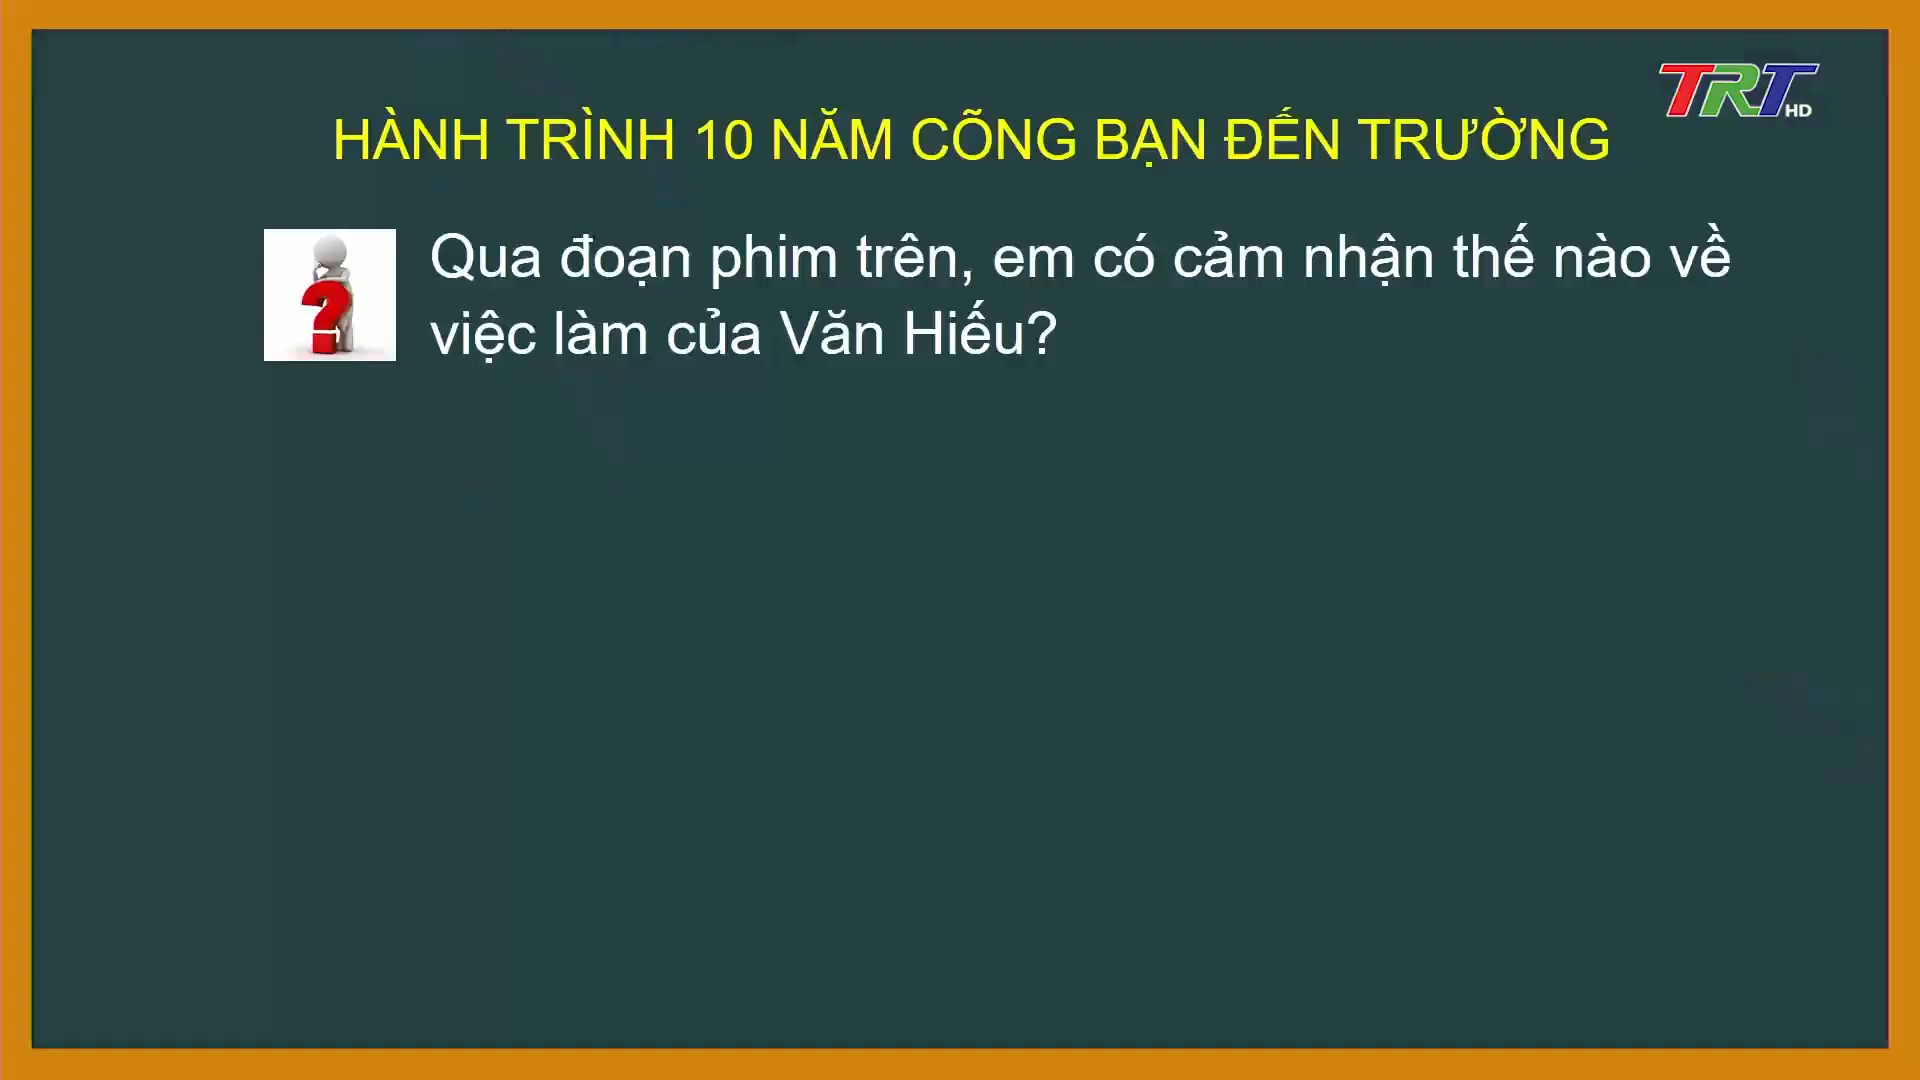 TRT HD
HÀNH TRÌNH 10 NĂM CÕNG BẠN ĐẾN TRƯỜNG
Qua đoạn phim trên, em có cảm nhận thế nào về
việc làm của Văn Hiếu?